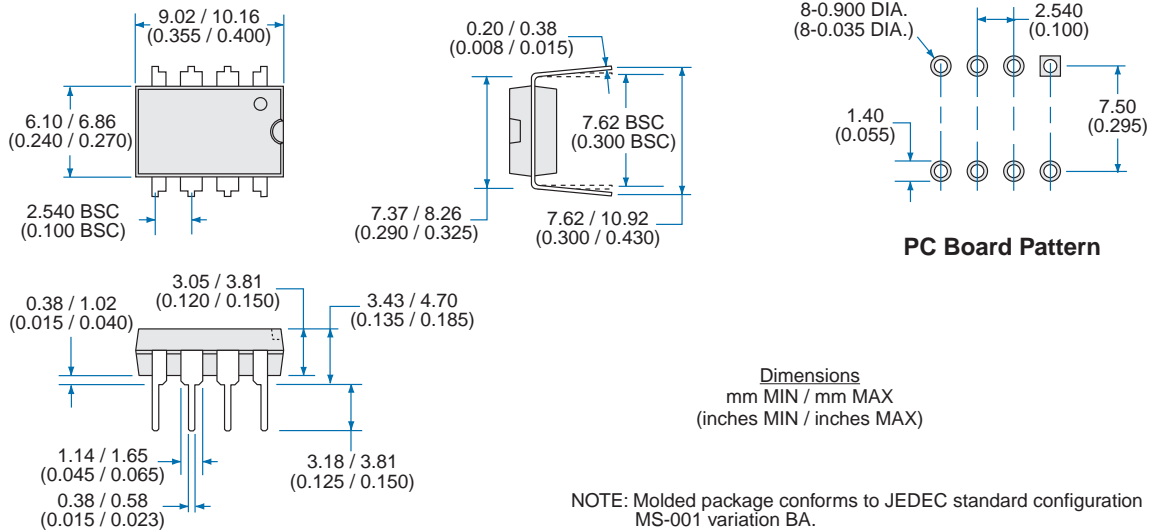 9.02 / 10.16
(0.355 / 0.400)
6.10 / 6.86
(0.240 / 0.270)
2.540 BSC
(0.100 BSC)
0.20 / 0.38
(0.008 / 0.015)
7.62 BSC
(0.300 BSC)
7.37 / 8.26
(0.290 / 0.325)
7.62 / 10.92
(0.300 / 0.430)
8-0.900 DIA.
(8-0.035 DIA.)
2.540
(0.100)
1.40
(0.055)
7.50
(0.295)
PC Board Pattern
0.38 / 1.02
(0.015 / 0.040)
3.05 / 3.81
(0.120 / 0.150)
3.43 / 4.70
(0.135 / 0.185)
1.14 / 1.65
(0.045 / 0.065)
0.38 / 0.58
(0.015 / 0.023)
3.18 / 3.81
(0.125 / 0.150)
Dimensions
mm MIN / mm MAX
(inches MIN / inches MAX)
NOTE: Molded package conforms to JEDEC standard configuration
MS-001 variation BA.